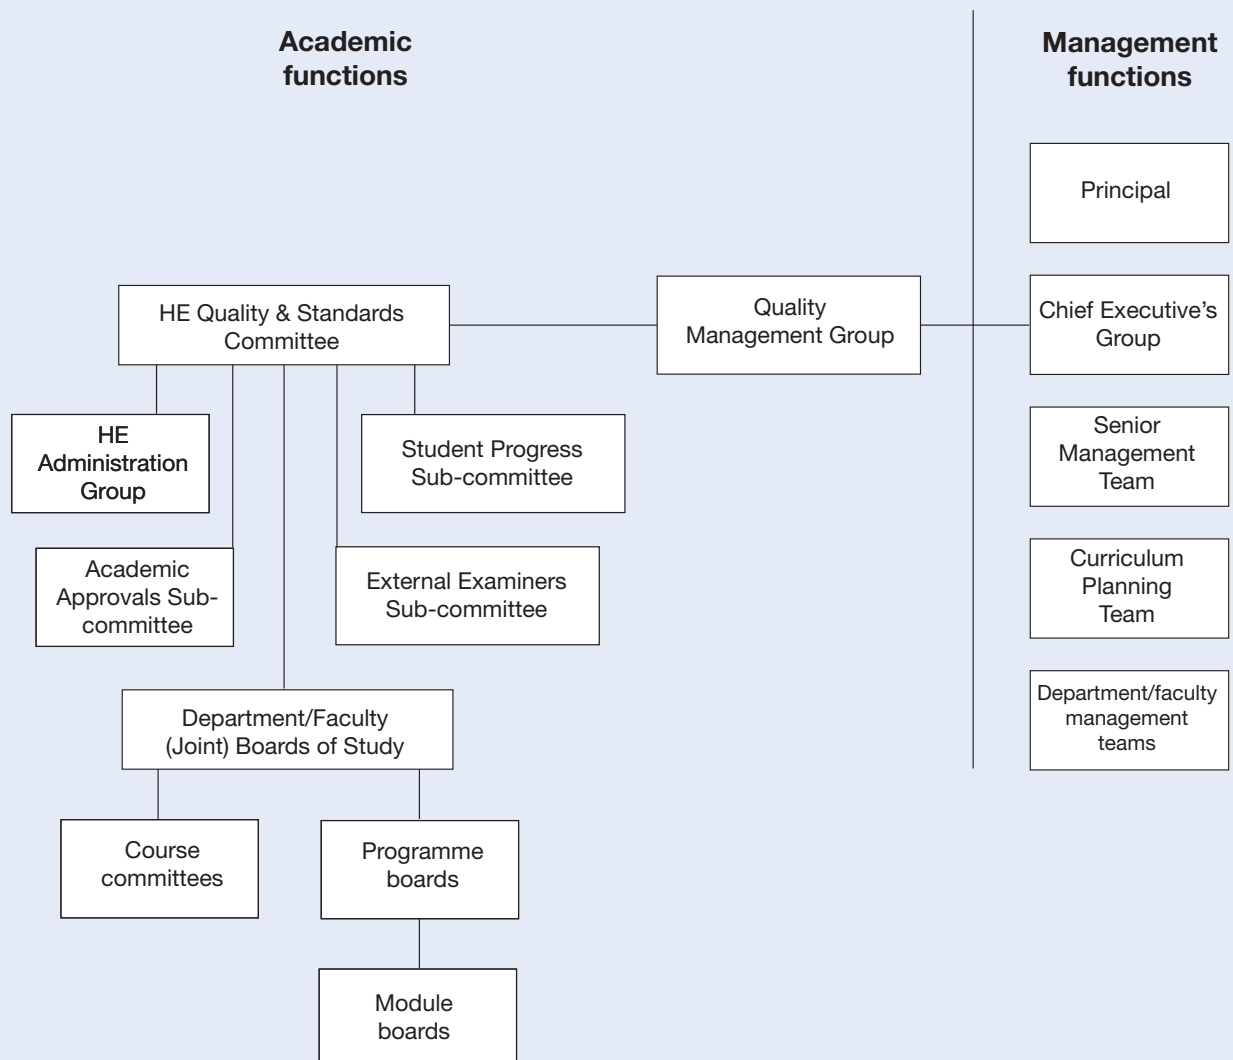 Academic
functions
Management
functions
Principal
HE Quality & Standards
Committee
Quality
Management Group
Chief Executive’s
Group
HE
Administration
Group
Student Progress
Sub-committee
Senior
Management
Team
Academic
Approvals Sub-
committee
External Examiners
Sub-committee
Curriculum
Planning
Team
Department/Faculty
(Joint) Boards of Study
Department/faculty
management
teams
Course
committees
Programme
boards
Module
boards